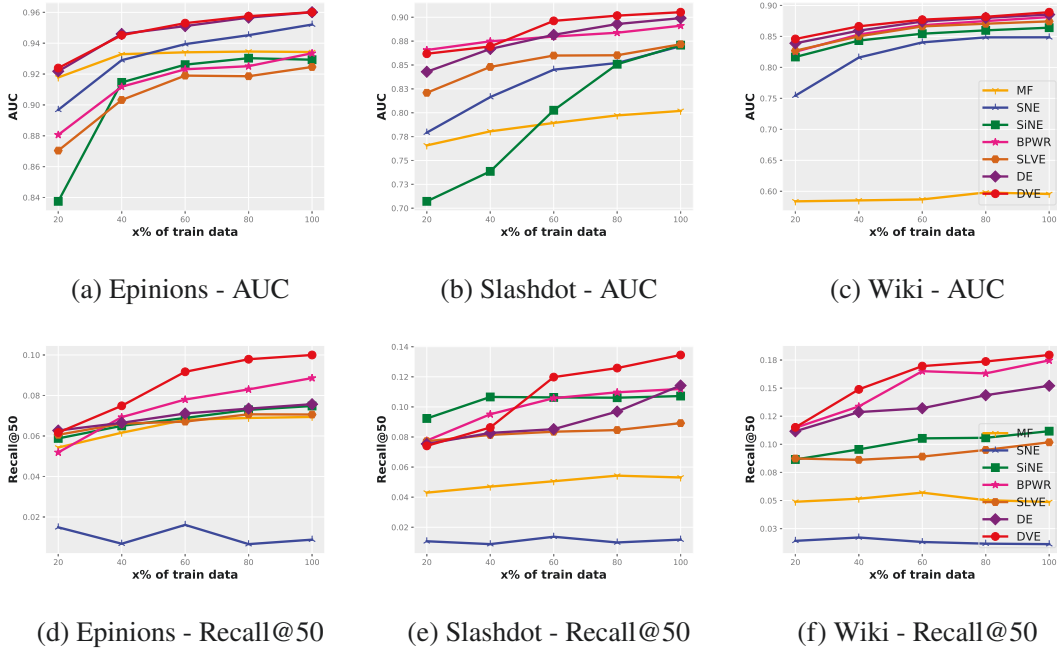 0.96
0.94
0.92
0.90
0.88
0.86
0.84
AUC
20 40 60 80 100
x% of train data
0.90
0.88
0.85
0.83
0.80
0.78
0.75
0.73
0.70
AUC
20 40 60 80 100
x% of train data
0.90
0.85
0.80
0.75
0.70
0.65
0.60
AUC
20 40 60 80 100
x% of train data
MF
SNE
SiNE
BPWR
SLVE
DE
DVE
(a) Epinions - AUC
(b) Slashdot - AUC
(c) Wiki - AUC
0.10
0.08
0.06
0.04
0.02
Recall@50
20 40 60 80 100
x% of train data
0.14
0.12
0.10
0.08
0.06
0.04
0.02
Recall@50
20 40 60 80 100
x% of train data
0.18
0.15
0.12
0.10
0.08
0.05
0.03
Recall@50
20 40 60 80 100
x% of train data
MF
SNE
SiNE
BPWR
SLVE
DE
DVE
(d) Epinions - Recall@50
(e) Slashdot - Recall@50
(f) Wiki - Recall@50